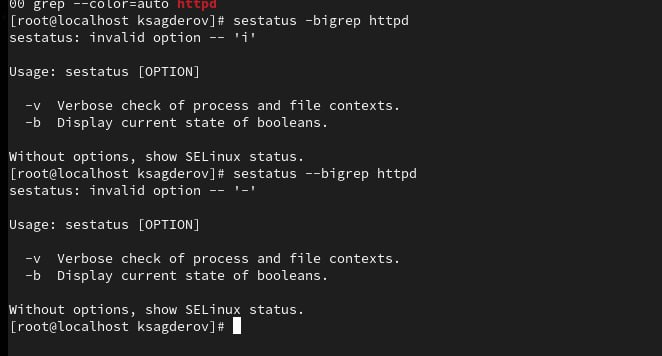 00 grep --color=auto httpd
[root@localhost ksagderov]# sestatus -bigrep httpd
sestatus: invalid option -- 'i'
Usage: sestatus [OPTION]
-v  Verbose check of process and file contexts.
-b  Display current state of booleans.
Without options, show SELinux status.
[root@localhost ksagderov]# sestatus --bigrep httpd
sestatus: invalid option -- '-'
Usage: sestatus [OPTION]
-v  Verbose check of process and file contexts.
-b  Display current state of booleans.
Without options, show SELinux status.
[root@localhost ksagderov]#